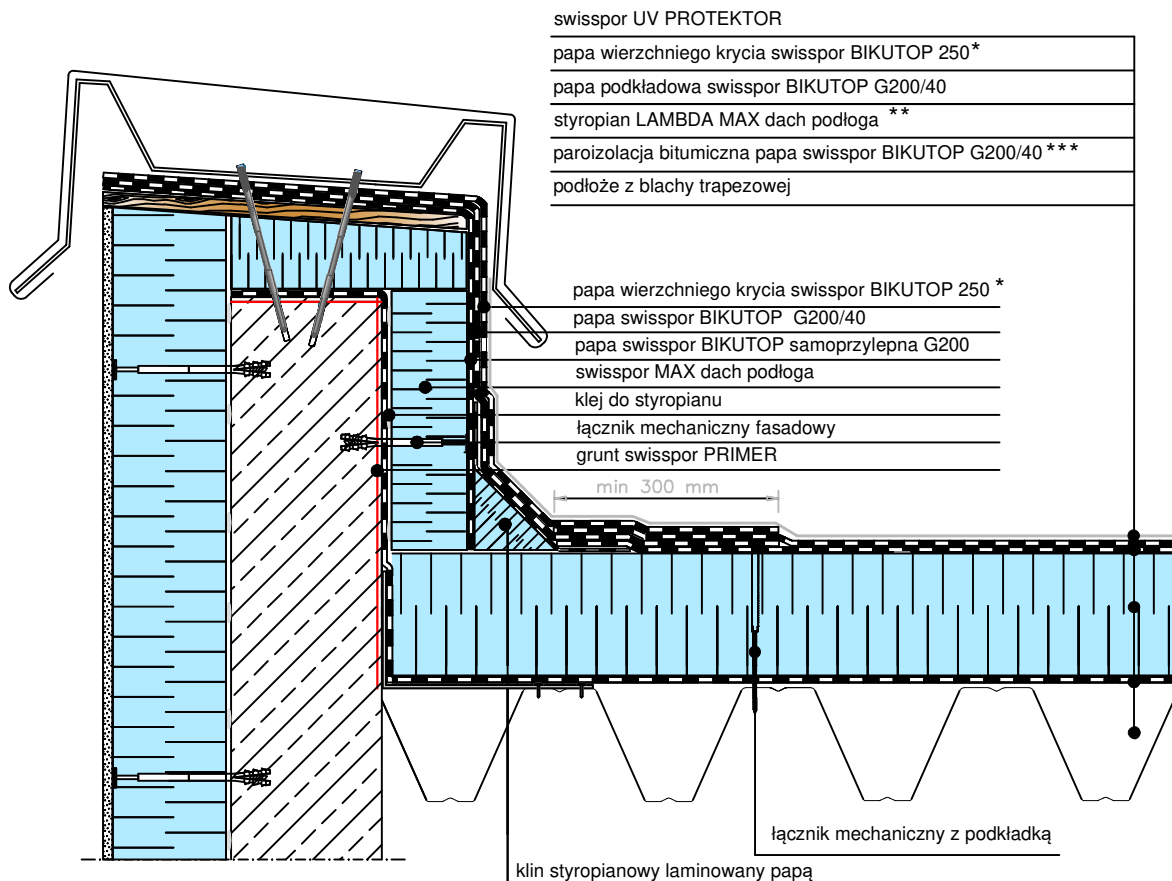 swisspor UV PROTEKTOR
papa wierzchniego krycia swisspor BIKUTOP 250*
papa podkładowa swisspor BIKUTOP G200/40
styropian LAMBDA MAX dach podłoga **
paroizolacja bitumiczna papa swisspor BIKUTOP G200/40***
podłoże z blachy trapezowej
papa wierzchniego krycia swisspor BIKUTOP 250 *
papa swisspor BIKUTOP G200/40
papa swisspor BIKUTOP samoprzylepna G200
swisspor MAX dach podłoga
klej do styropianu
łącznik mechaniczny fasadowy
grunt swisspor PRIMER
min 300 mm
łącznik mechaniczny z podkładką
klin styropianowy laminowany papą